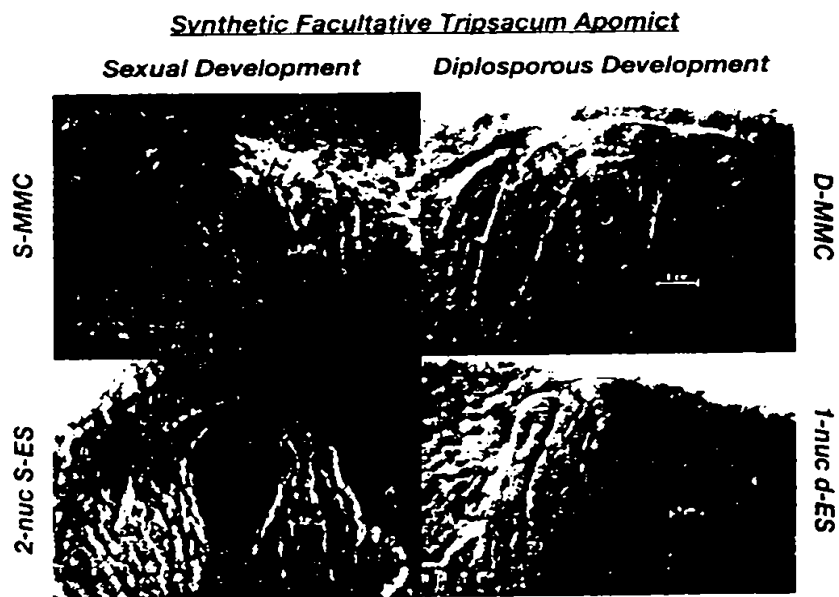 Synthetic Facultative Tripsacum Apomict
Sexual Development
Diplosporous Development
S-MMC
D-MMC
2-nuc S-ES
1-nuc d-ES